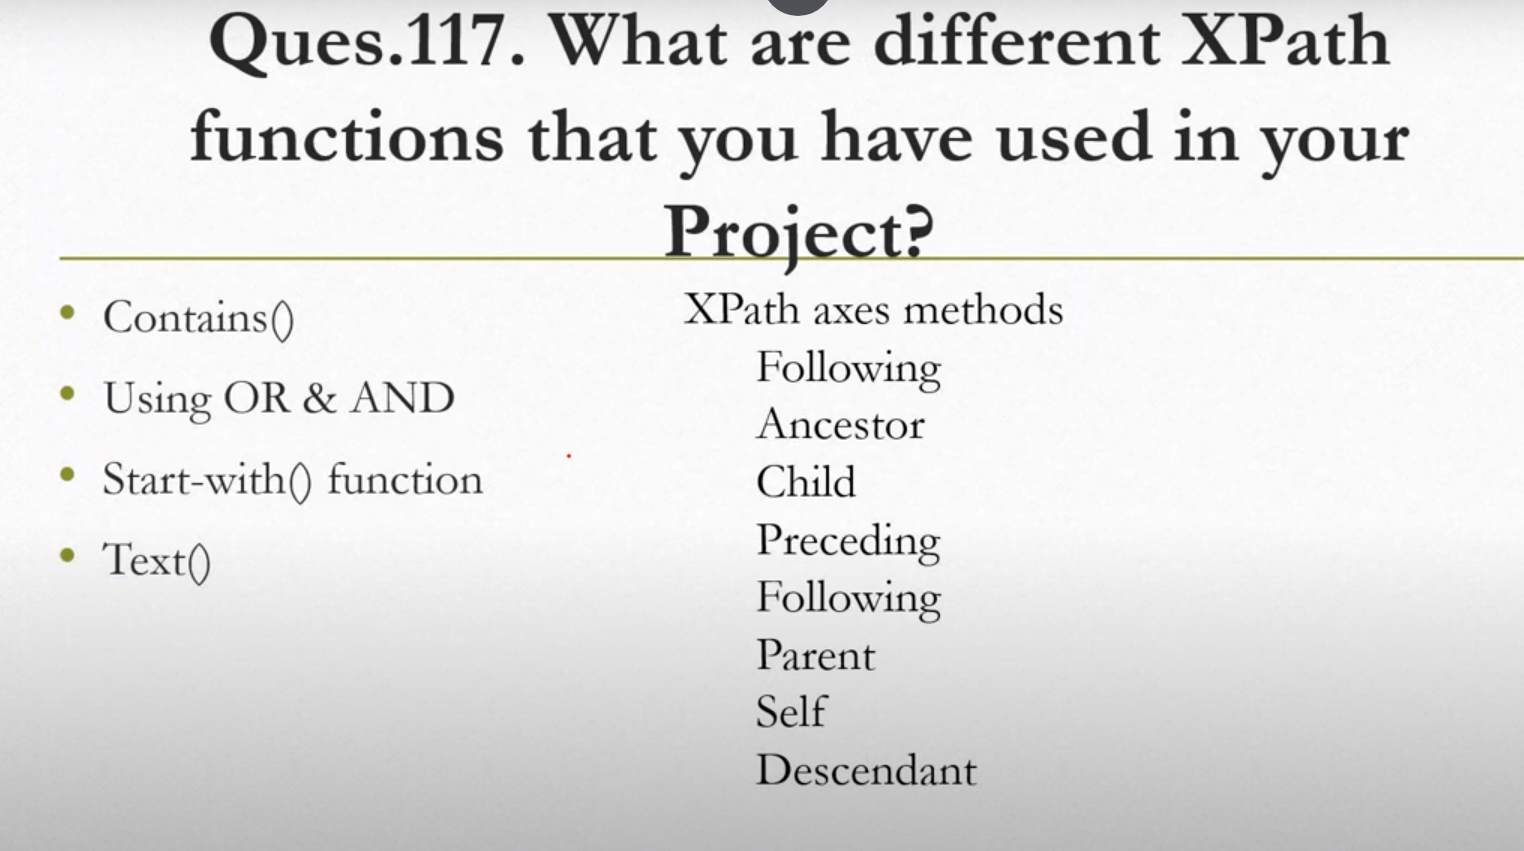 Ques.117. What are different XPath
functions that you have used in your
Project?
Contains()
Using OR & AND
Start-with() function
Text()
XPath axes methods
Following
Ancestor
Child
Preceding
Following
Parent
Self
Descendant